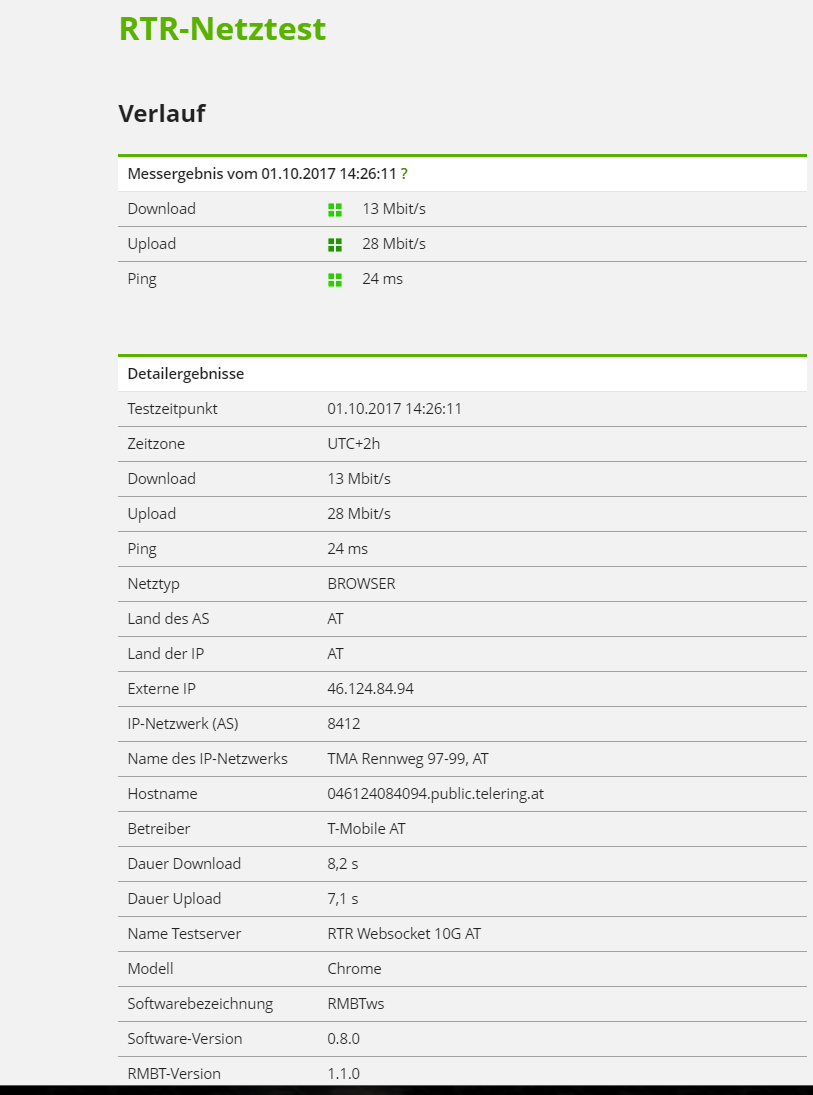 RTR-Netztest
Verlauf
Messergebnis vom 01.10.2017 14:26:11 ?
Download 13 Mbit/s
Upload 28 Mbit/s
Ping 24 ms
Detailergebnisse
Testzeitpunkt 01.10.2017 14:26:11
Zeitzone UTC+2h
Download 13 Mbit/s
Upload 28 Mbit/s
Ping 24 ms
Netztyp BROWSER
Land des AS AT
Land der IP AT
Externe IP 46.124.84.94
IP-Netzwerk (AS) 8412
Name des IP-Netzwerks TMA Rennweg 97-99, AT
Hostname 046124084094.public.telering.at
Betreiber T-Mobile AT
Dauer Download 8,2 s
Dauer Upload 7,1 s
Name Testserver RTR Websocket 10G AT
Modell Chrome
Softwarebezeichnung RMBTws
Software-Version 0.8.0
RMBT-Version 1.1.0